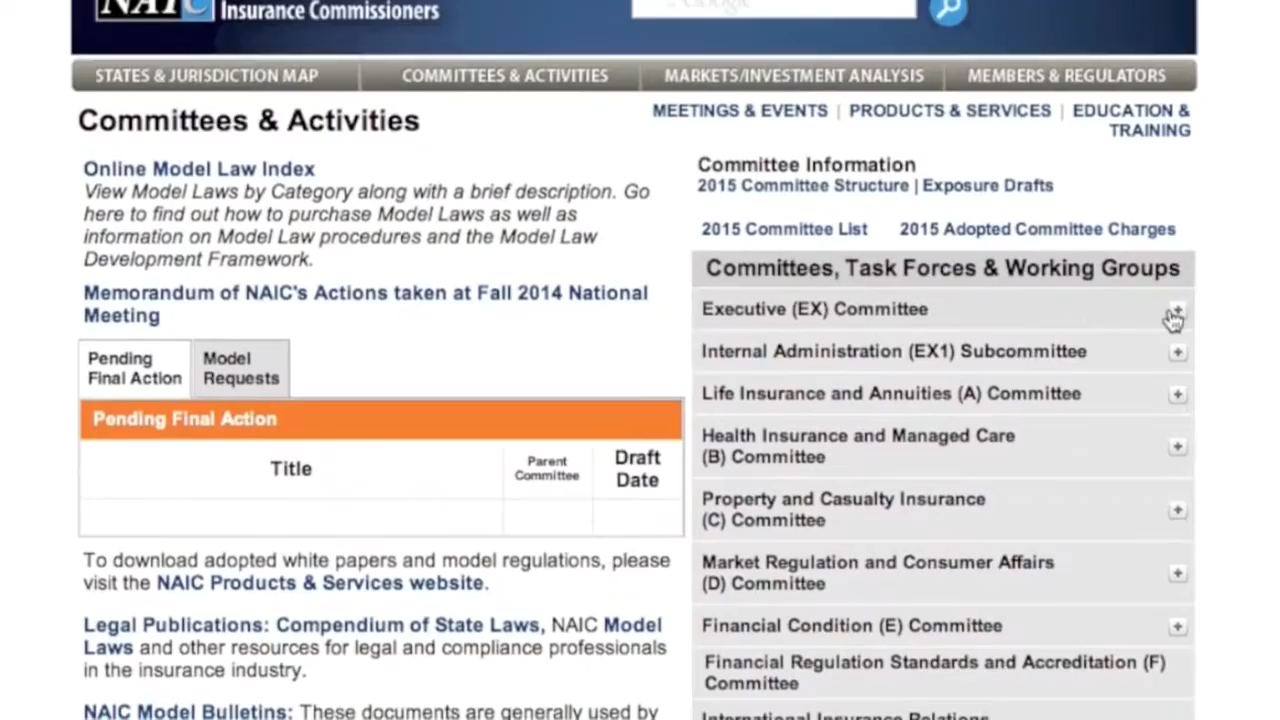 NAIC
Insurance Commissioners
Google
STATES & JURISDICTION MAP
COMMITTEES & ACTIVITIES
MARKETS/INVESTMENT ANALYSIS
MEMBERS & REGULATORS
Committees & Activities
MEETINGS & EVENTS | PRODUCTS & SERVICES | EDUCATION &
TRAINING
Online Model Law Index
View Model Laws by Category along with a brief description. Go
here to find out how to purchase Model Laws as well as
information on Model Law procedures and the Model Law
Development Framework.
Memorandum of NAIC's Actions taken at Fall 2014 National
Meeting
Pending
Final Action
Model
Requests
Pending Final Action
Title
Parent
Committee
Draft
Date
To download adopted white papers and model regulations, please
visit the NAIC Products & Services website.
Legal Publications: Compendium of State Laws, NAIC Model
Laws and other resources for legal and compliance professionals
in the insurance industry.
NAIC Model Bulletins: These documents are generally used by
Committee Information
2015 Committee Structure | Exposure Drafts
2015 Committee List
2015 Adopted Committee Charges
Committees, Task Forces & Working Groups
Executive (EX) Committee
Internal Administration (EX1) Subcommittee
Life Insurance and Annuities (A) Committee
Health Insurance and Managed Care
(B) Committee
Property and Casualty Insurance
(C) Committee
Market Regulation and Consumer Affairs
(D) Committee
Financial Condition (E) Committee
Financial Regulation Standards and Accreditation (F)
Committee
International Insurance Relations